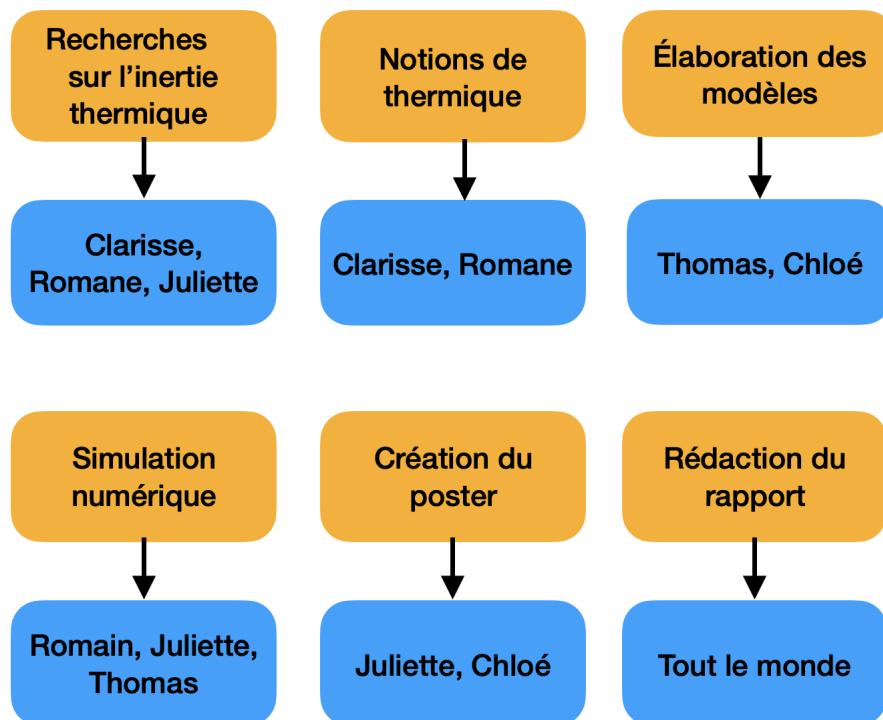 Recherches
sur l’inertie
thermique
Notions de
thermique
Élaboration des
modèles
Clarisse,
Romane, Juliette
Clarisse, Romane
Thomas, Chloé
Simulation
numérique
Création du
poster
Rédaction du
rapport
Romain, Juliette,
Thomas
Juliette, Chloé
Tout le monde